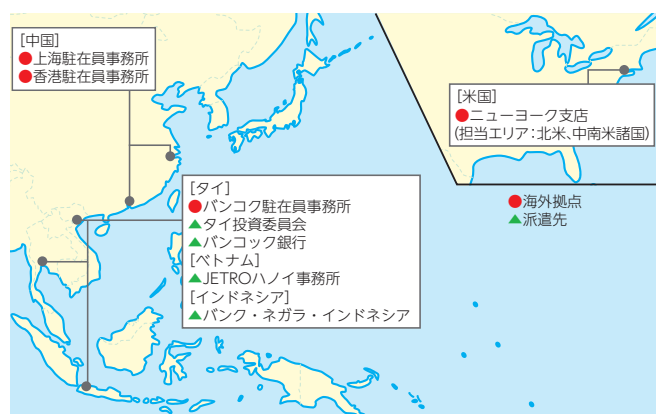 [中国]
●上海駐在員事務所
●香港駐在員事務所
[米国]
●ニューヨーク支店
(担当エリア：北米、中南米諸国)
[タイ]
●バンコク駐在員事務所
▲タイ投資委員会
▲バンコック銀行
[ベトナム]
▲JETROハノイ事務所
[インドネシア]
▲バンク・ネガラ・インドネシア
●海外拠点
▲派遣先